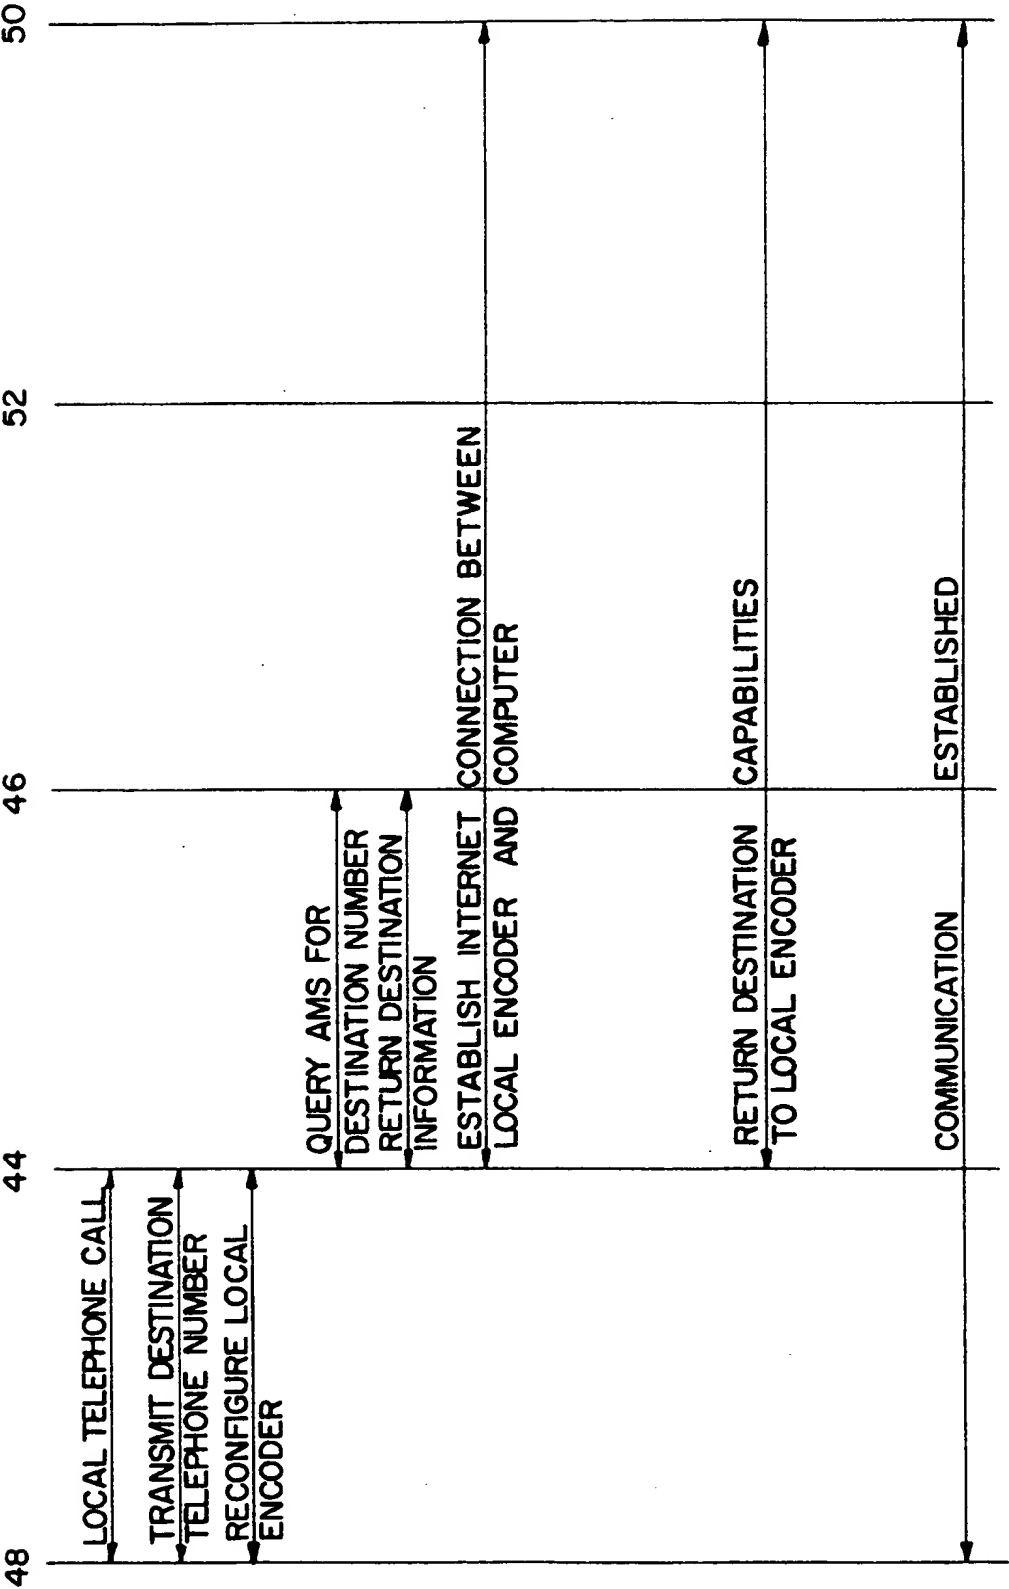 48
44
46
52
50
LOCAL TELEPHONE CALL
TRANSMIT DESTINATION
TELEPHONE NUMBER
RECONFIGURE LOCAL
ENCODER
QUERY AMS FOR
DESTINATION NUMBER
RETURN DESTINATION
INFORMATION
ESTABLISH INTERNET CONNECTION BETWEEN
LOCAL ENCODER AND COMPUTER
RETURN DESTINATION CAPABILITIES
TO LOCAL ENCODER
COMMUNICATION ESTABLISHED